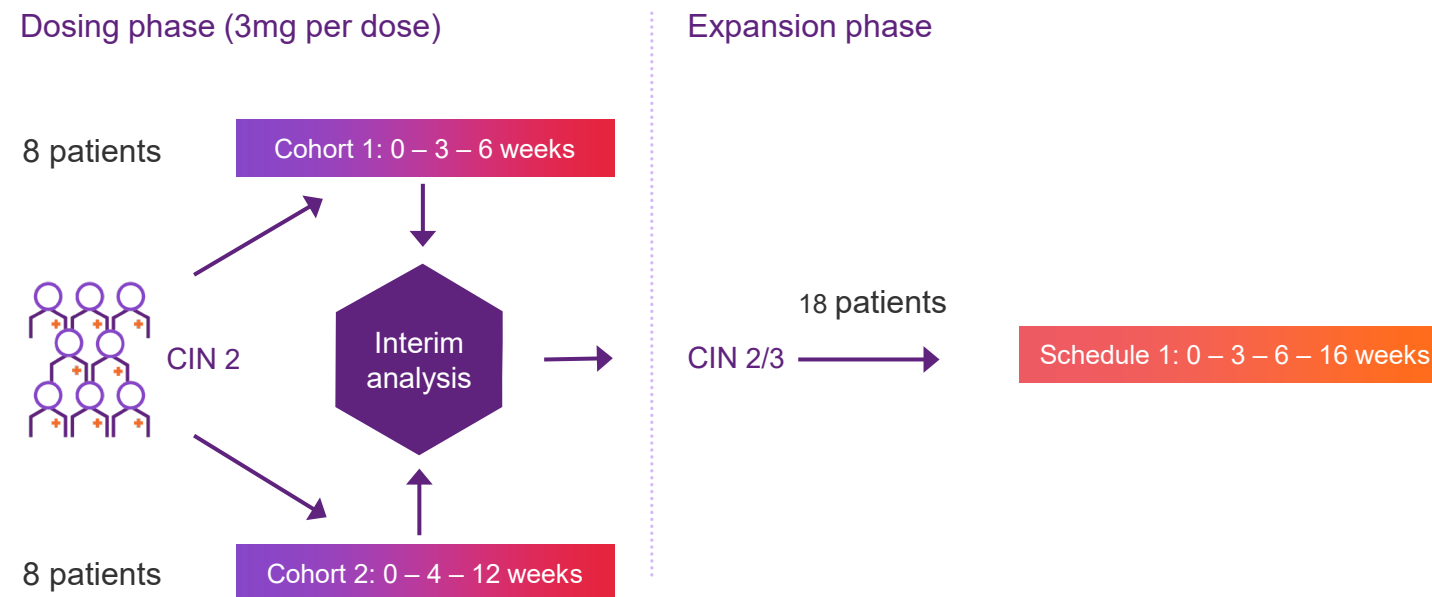 Dosing phase (3mg per dose)
Expansion phase
8 patients
Cohort 1: 0 – 3 – 6 weeks
CIN 2
Interim
analysis
18 patients
CIN 2/3
Schedule 1: 0 – 3 – 6 – 16 weeks
8 patients
Cohort 2: 0 – 4 – 12 weeks